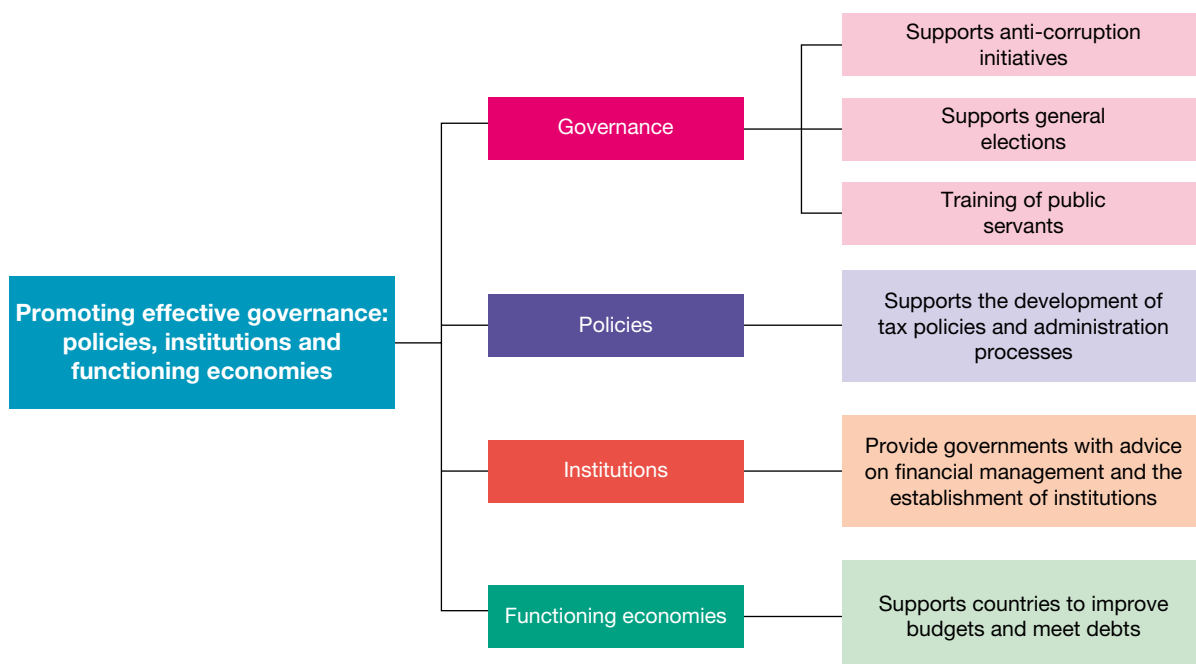 Promoting effective governance:
policies, institutions and
functioning economies
Governance
Supports anti-corruption
initiatives
Supports general
elections
Training of public
servants
Policies
Supports the development of
tax policies and administration
processes
Institutions
Provide governments with advice
on financial management and the
establishment of institutions
Functioning economies
Supports countries to improve
budgets and meet debts